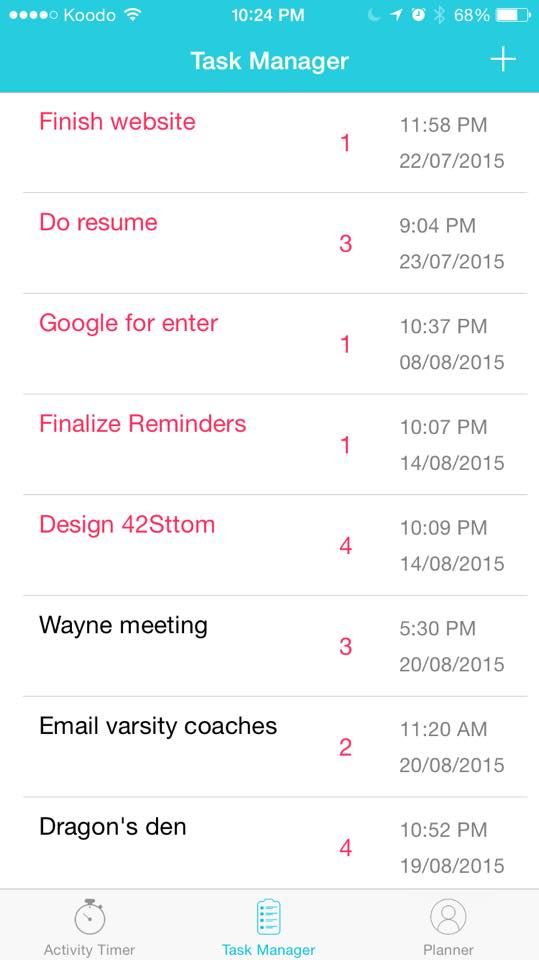 Koodo 10:24 PM 68%
Task Manager +
Finish website 1 11:58 PM
22/07/2015
Do resume 3 9:04 PM
23/07/2015
Google for enter 1 10:37 PM
08/08/2015
Finalize Reminders 1 10:07 PM
14/08/2015
Design 42Sttom 4 10:09 PM
14/08/2015
Wayne meeting 3 5:30 PM
20/08/2015
Email varsity coaches 2 11:20 AM
20/08/2015
Dragon's den 4 10:52 PM
19/08/2015
Activity Timer Task Manager Planner